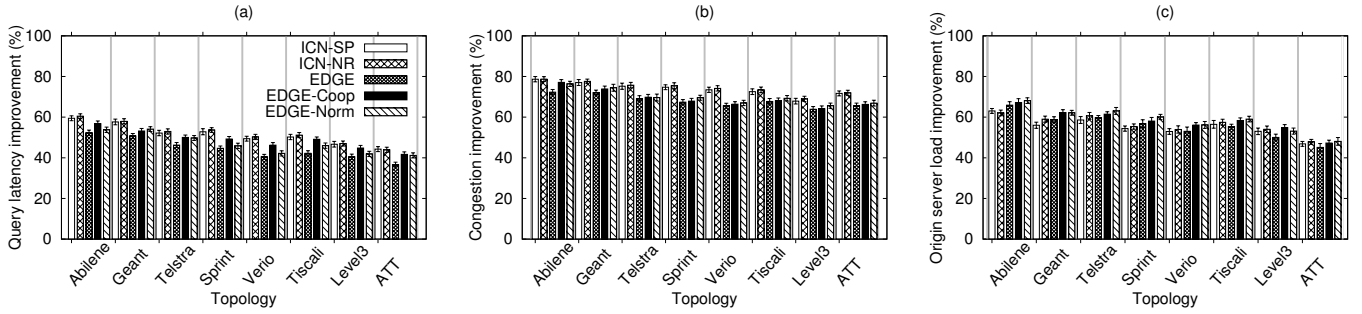 (a)
Query latency improvement (%)
100
80
60
40
20
0
ICN-SP
ICN-NR
EDGE
EDGE-Coop
EDGE-Norm
Abilene
Geant
Telstra
Sprint
Verio
Tiscali
Level3
ATT
Topology
(b)
Congestion improvement (%)
100
80
60
40
20
0
Abilene
Geant
Telstra
Sprint
Verio
Tiscali
Level3
ATT
Topology
(c)
Origin server load improvement (%)
100
80
60
40
20
0
Abilene
Geant
Telstra
Sprint
Verio
Tiscali
Level3
ATT
Topology